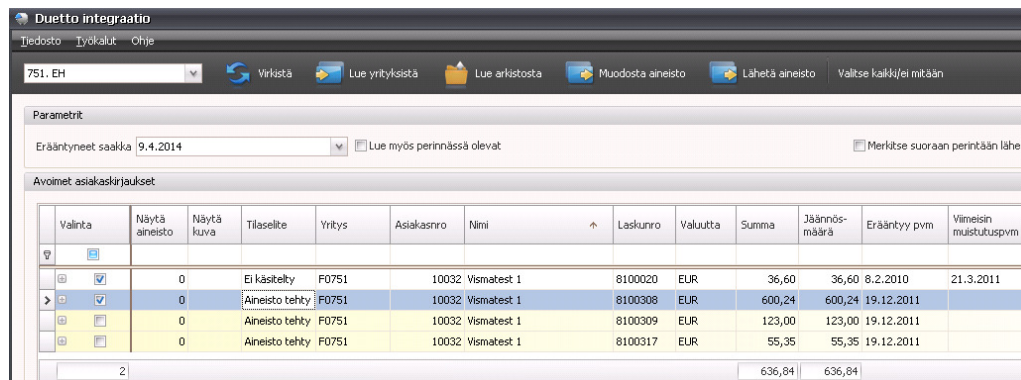 Duetto integraatio
Tiedosto Työkalut Ohje
751. EH Virkistä Lue yrityksistä Lue arkistosta Muodosta aineisto Lähetä aineisto Valitse kaikki/ei mitään
Parametrit
Erääntyneet saakka 9.4.2014 Lue myös perinnässä olevat Merkitse suoraan perintään lähe
Avoimet asiakaskirjaukset
Valinta Näytä aineisto Näytä kuva Tilaselite Yritys Asiakasnro Nimi Laskunro Valuutta Summa Jäännös-määrä Erääntyy pvm Viimeisin muistutuspvm
0 Ei käsitelty F0751 10032 Vismatest 1 8100020 EUR 36,60 36,60 8.2.2010 21.3.2011
0 Aineisto tehty F0751 10032 Vismatest 1 8100308 EUR 600,24 600,24 19.12.2011
0 Aineisto tehty F0751 10032 Vismatest 1 8100309 EUR 123,00 123,00 19.12.2011
0 Aineisto tehty F0751 10032 Vismatest 1 8100317 EUR 55,35 55,35 19.12.2011
2 636,84 636,84